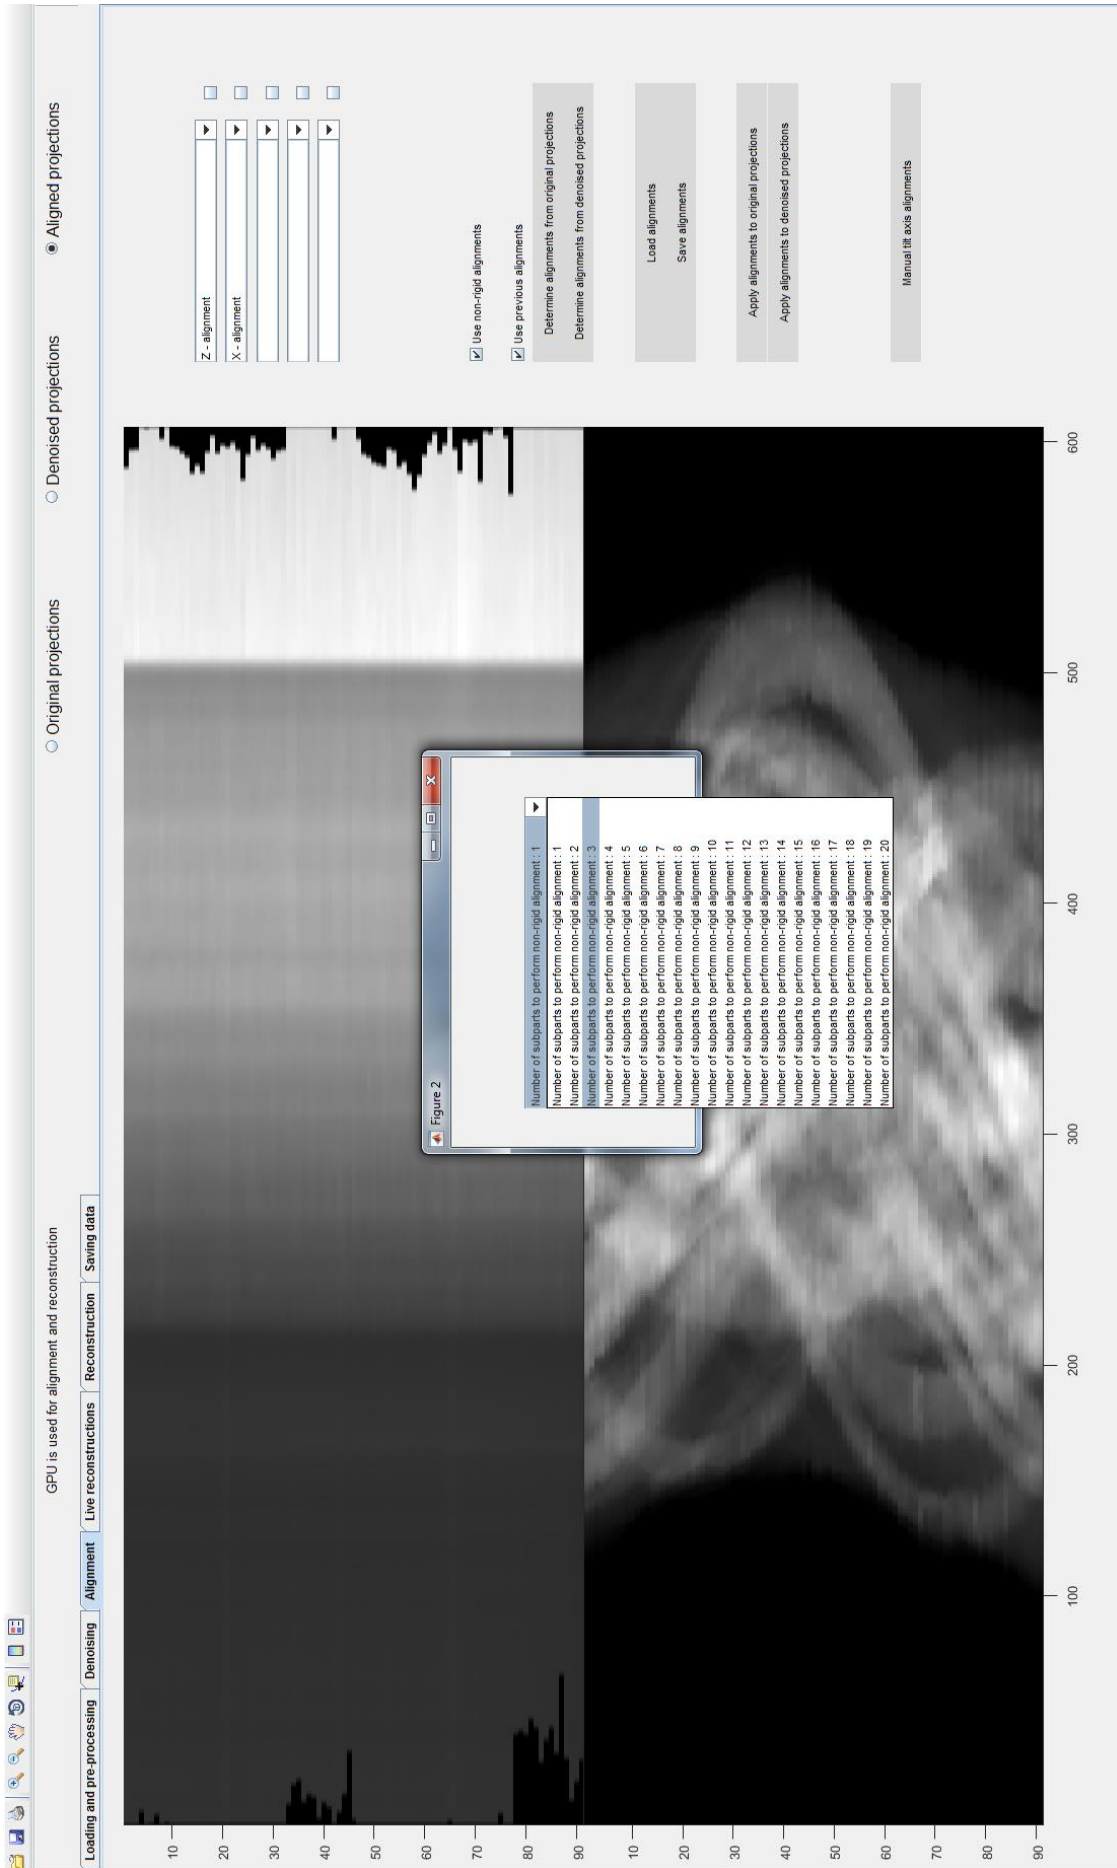 GPU is used for alignment and reconstruction
Original projections
Denoised projections
Aligned projections
Loading and pre-processing
Denoising
Alignment
Live reconstructions
Reconstruction
Saving data
Z - alignment
X - alignment
Use non-rigid alignments
Use previous alignments
Determine alignments from original projections
Determine alignments from denoised projections
Load alignments
Save alignments
Apply alignments to original projections
Apply alignments to denoised projections
Manual tilt axis alignments
Figure 2
Number of subparts to perform non-rigid alignment : 1
Number of subparts to perform non-rigid alignment : 1
Number of subparts to perform non-rigid alignment : 2
Number of subparts to perform non-rigid alignment : 3
Number of subparts to perform non-rigid alignment : 4
Number of subparts to perform non-rigid alignment : 5
Number of subparts to perform non-rigid alignment : 6
Number of subparts to perform non-rigid alignment : 7
Number of subparts to perform non-rigid alignment : 8
Number of subparts to perform non-rigid alignment : 9
Number of subparts to perform non-rigid alignment : 10
Number of subparts to perform non-rigid alignment : 11
Number of subparts to perform non-rigid alignment : 12
Number of subparts to perform non-rigid alignment : 13
Number of subparts to perform non-rigid alignment : 14
Number of subparts to perform non-rigid alignment : 15
Number of subparts to perform non-rigid alignment : 16
Number of subparts to perform non-rigid alignment : 17
Number of subparts to perform non-rigid alignment : 18
Number of subparts to perform non-rigid alignment : 19
Number of subparts to perform non-rigid alignment : 20
10
20
30
40
50
60
70
80
90
10
20
30
40
50
60
70
80
90
100
200
300
400
500
600